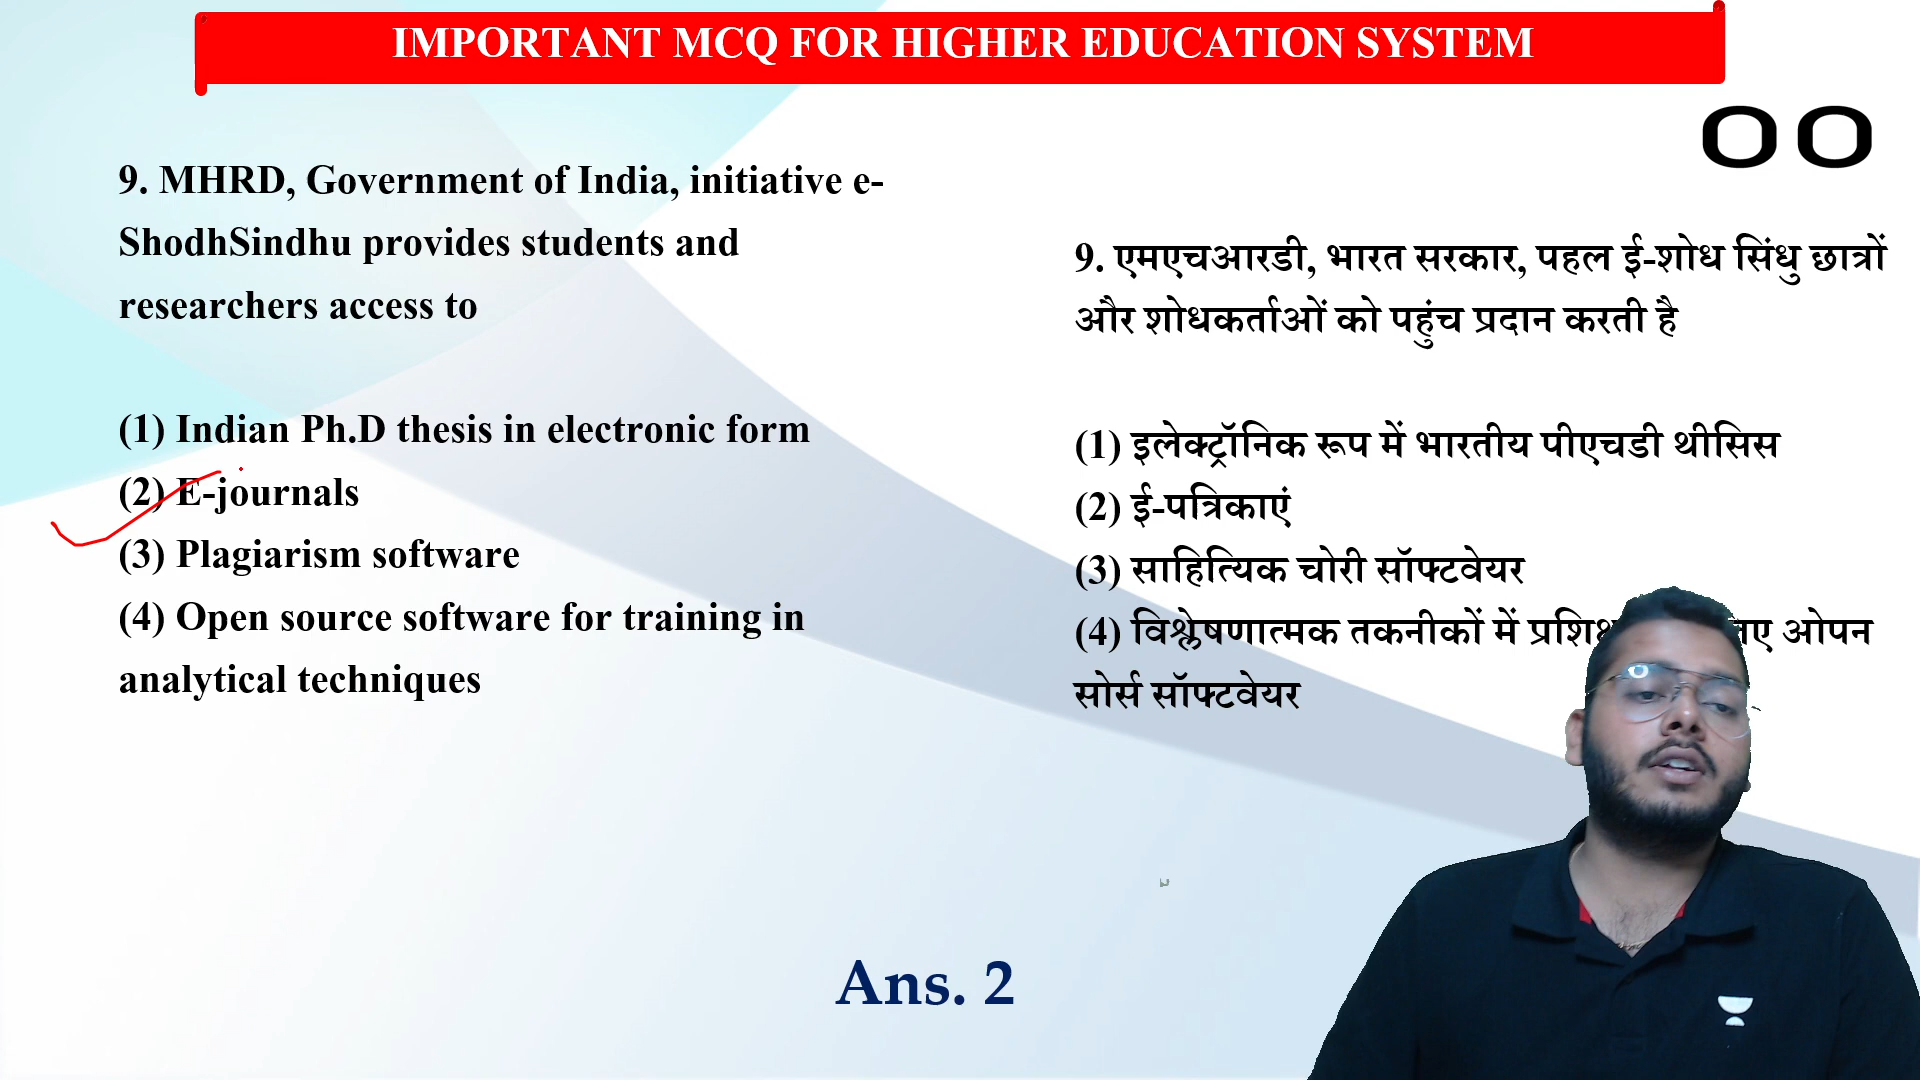 IMPORTANT MCQ FOR HIGHER EDUCATION SYSTEM
00
9. MHRD, Government of India, initiative e-
ShodhSindhu provides students and
researchers access to
(1) Indian Ph.D thesis in electronic form
(2) E-journals
(3) Plagiarism software
(4) Open source software for training in
analytical techniques
9. एमएचआरडी, भारत सरकार, पहल ई-शोध सिंधु छात्रों
और शोधकर्ताओं को पहुंच प्रदान करती है
(1) इलेक्ट्रॉनिक रूप में भारतीय पीएचडी थीसिस
(2) ई-पत्रिकाएं
(3) साहित्यिक चोरी सॉफ्टवेयर
(4) विश्लेषणात्मक तकनीकों में ओपन
सोर्स सॉफ्टवेयर
Ans. 2